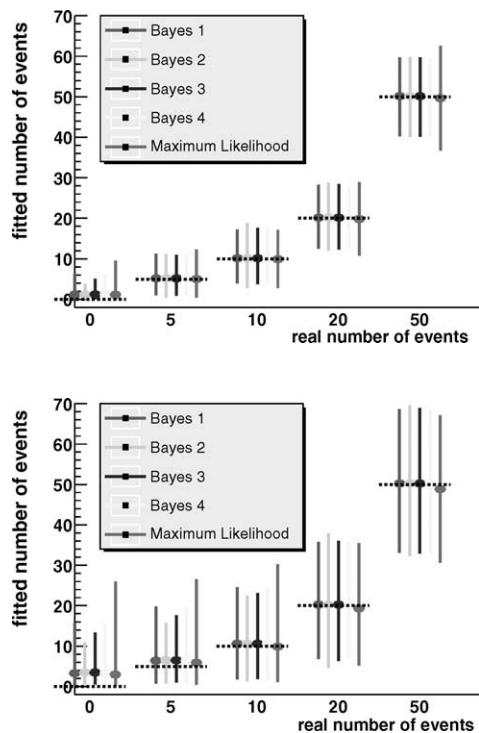 70
60
50
40
30
20
10
0
fitted number of events
Bayes 1
Bayes 2
Bayes 3
Bayes 4
Maximum Likelihood
0 5 10 20 50
real number of events
70
60
50
40
30
20
10
0
fitted number of events
Bayes 1
Bayes 2
Bayes 3
Bayes 4
Maximum Likelihood
0 5 10 20 50
real number of events